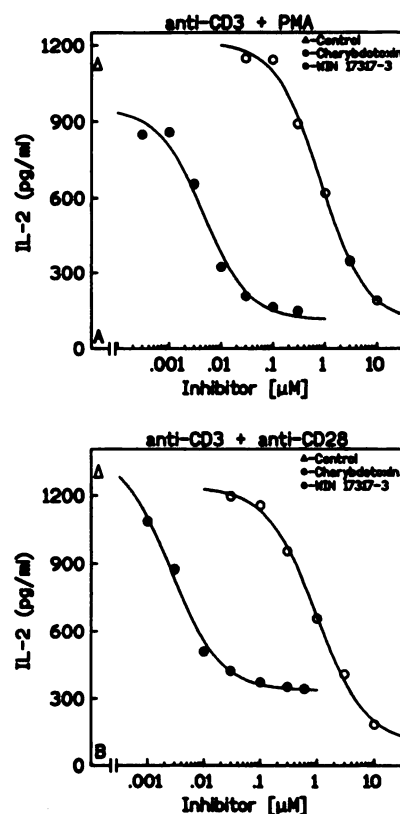 anti-CD3 + PMA
1200
900
600
300
0
IL-2 (pg/ml)
Δ-Control
●-Charybdotoxin
●-WIN 17317-3
A
.001 .01 .1 1 10
Inhibitor [μM]
anti-CD3 + anti-CD28
1200
900
600
300
0
IL-2 (pg/ml)
Δ-Control
●-Charybdotoxin
●-WIN 17317-3
B
.001 .01 .1 1 10
Inhibitor [μM]